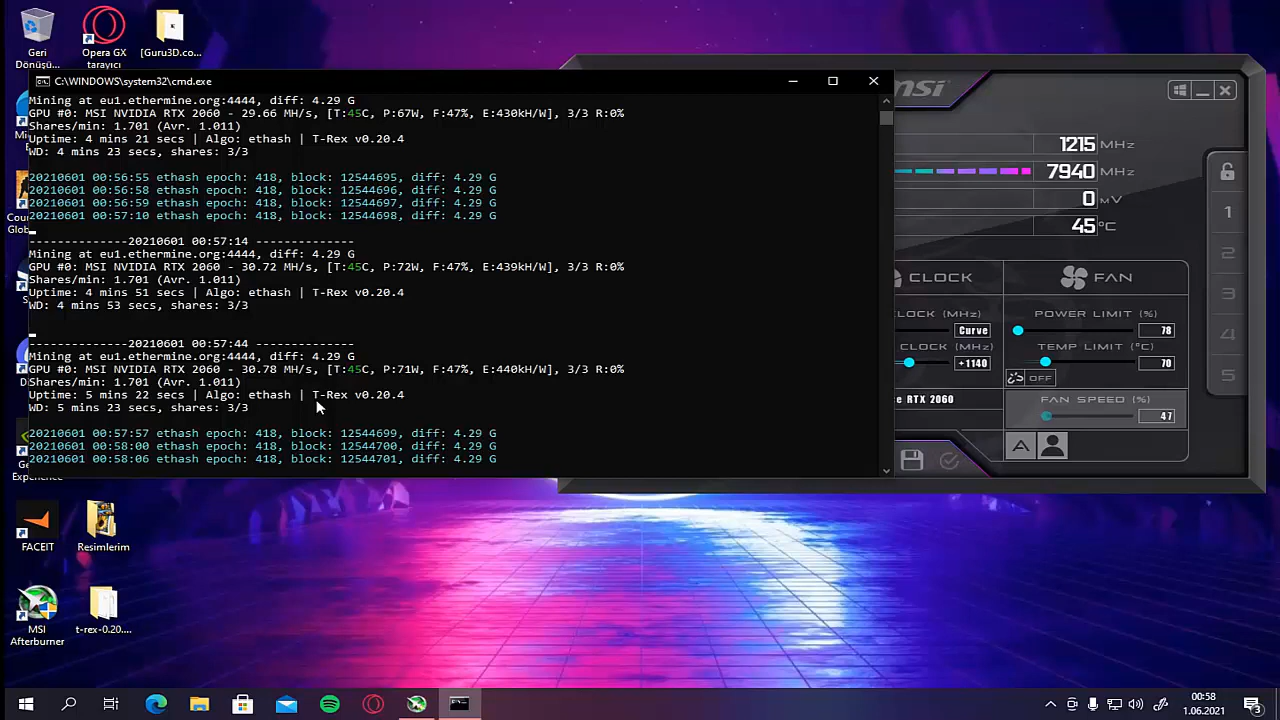 Geri
Dönüşü...
Opera GX
tarayıcı
[Guru3D.co...
C:\WINDOWS\system32\cmd.exe
Mining at eu1.ethermine.org:4444, diff: 4.29 G
GPU #0: MSI NVIDIA RTX 2060 - 29.66 MH/s, [T:45C, P:67W, F:47%, E:430kH/W], 3/3 R:0%
Shares/min: 1.701 (Avr. 1.011)
Uptime: 4 mins 21 secs | Algo: ethash | T-Rex v0.20.4
WD: 4 mins 23 secs, shares: 3/3
20210601 00:56:55 ethash epoch: 418, block: 12544695, diff: 4.29 G
20210601 00:56:58 ethash epoch: 418, block: 12544696, diff: 4.29 G
20210601 00:56:59 ethash epoch: 418, block: 12544697, diff: 4.29 G
20210601 00:57:10 ethash epoch: 418, block: 12544698, diff: 4.29 G
--------------20210601 00:57:14 --------------
Mining at eu1.ethermine.org:4444, diff: 4.29 G
GPU #0: MSI NVIDIA RTX 2060 - 30.72 MH/s, [T:45C, P:72W, F:47%, E:439kH/W], 3/3 R:0%
Shares/min: 1.701 (Avr. 1.011)
Uptime: 4 mins 51 secs | Algo: ethash | T-Rex v0.20.4
WD: 4 mins 53 secs, shares: 3/3
--------------20210601 00:57:44 --------------
Mining at eu1.ethermine.org:4444, diff: 4.29 G
GPU #0: MSI NVIDIA RTX 2060 - 30.78 MH/s, [T:45C, P:71W, F:47%, E:440kH/W], 3/3 R:0%
Shares/min: 1.701 (Avr. 1.011)
Uptime: 5 mins 22 secs | Algo: ethash | T-Rex v0.20.4
WD: 5 mins 23 secs, shares: 3/3
20210601 00:57:57 ethash epoch: 418, block: 12544699, diff: 4.29 G
20210601 00:58:00 ethash epoch: 418, block: 12544700, diff: 4.29 G
20210601 00:58:06 ethash epoch: 418, block: 12544701, diff: 4.29 G
msi
1215 MHz
7940 MHz
0 mV
45 °C
CLOCK
FAN
CLOCK (MHz)
Curve
CLOCK (MHz)
+1140
POWER LIMIT (%)
78
TEMP LIMIT (°C)
70
OFF
FAN SPEED (%)
47
A
e RTX 2060
1
2
3
4
5
FACEIT
Resimlerim
MSI
Afterburner
t-rex-0.20....
00:58
1.06.2021
3